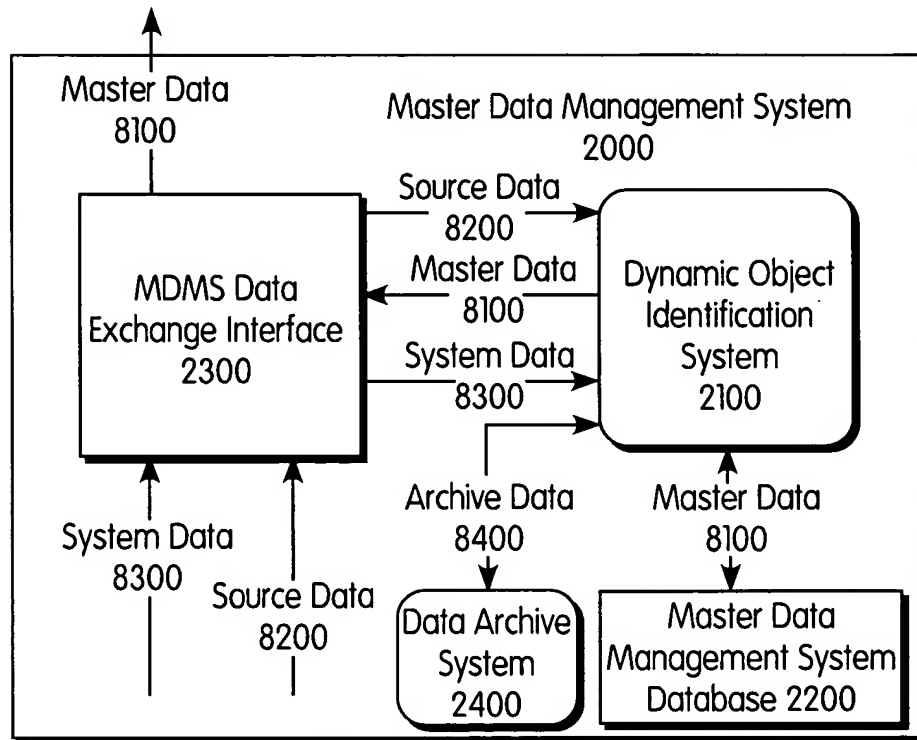 Master Data
8100
Master Data Management System
2000
Source Data
8200
Master Data
8100
System Data
8300
MDMS Data
Exchange Interface
2300
Dynamic Object
Identification
System
2100
System Data
8300
Source Data
8200
Archive Data
8400
Master Data
8100
Data Archive
System
2400
Master Data
Management System
Database 2200